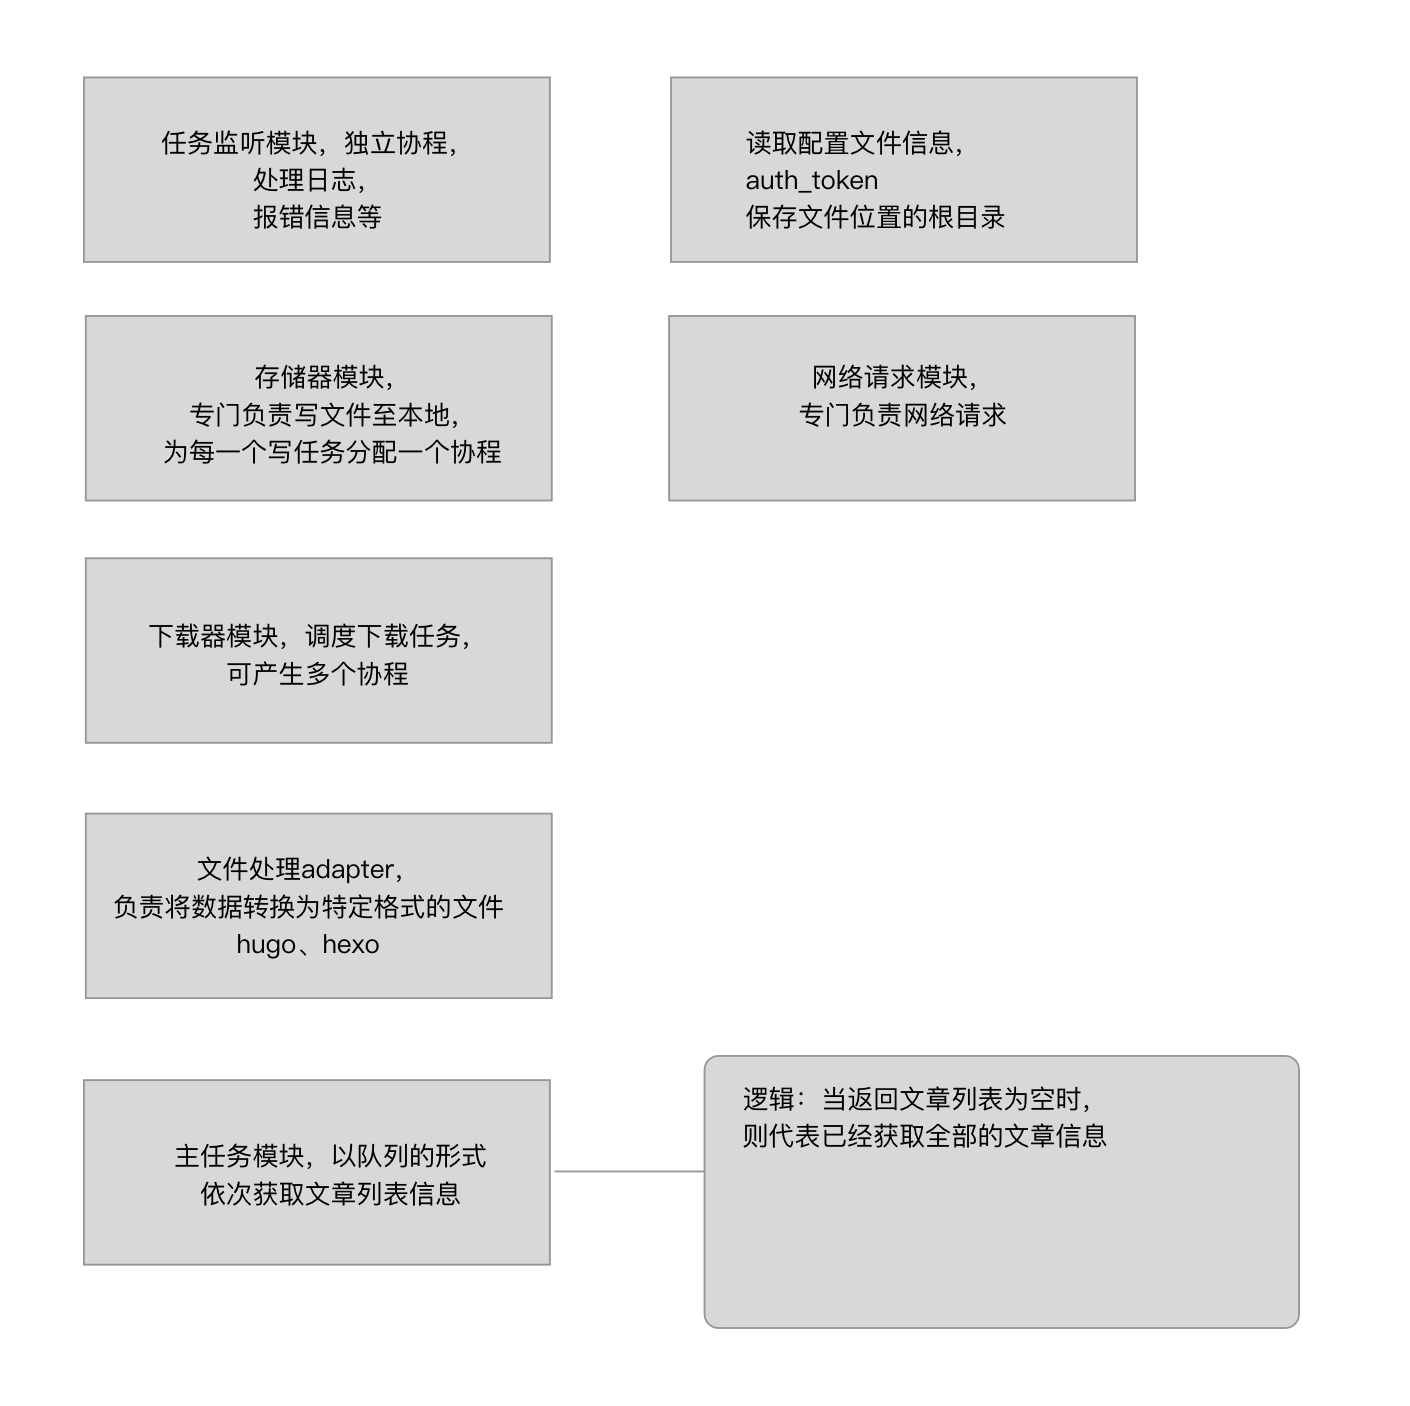 任务监听模块，独立协程，
处理日志，
报错信息等
读取配置文件信息，
auth_token
保存文件位置的根目录
存储器模块，
专门负责写文件至本地，
为每一个写任务分配一个协程
网络请求模块，
专门负责网络请求
下载器模块，调度下载任务，
可产生多个协程
文件处理adapter，
负责将数据转换为特定格式的文件
hugo、hexo
主任务模块，以队列的形式
依次获取文章列表信息
逻辑：当返回文章列表为空时，
则代表已经获取全部的文章信息